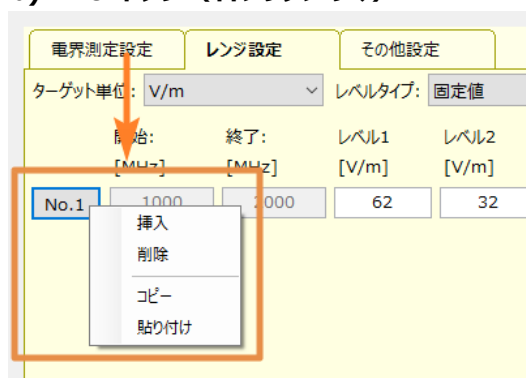 電界測定設定 レンジ設定 その他設定
ターゲット単位: V/m レベルタイプ: 固定値
開始: 終了: レベル1 レベル2
[MHz] [MHz] [V/m] [V/m]
No.1 1000 2000 62 32
挿入
削除
コピー
貼り付け